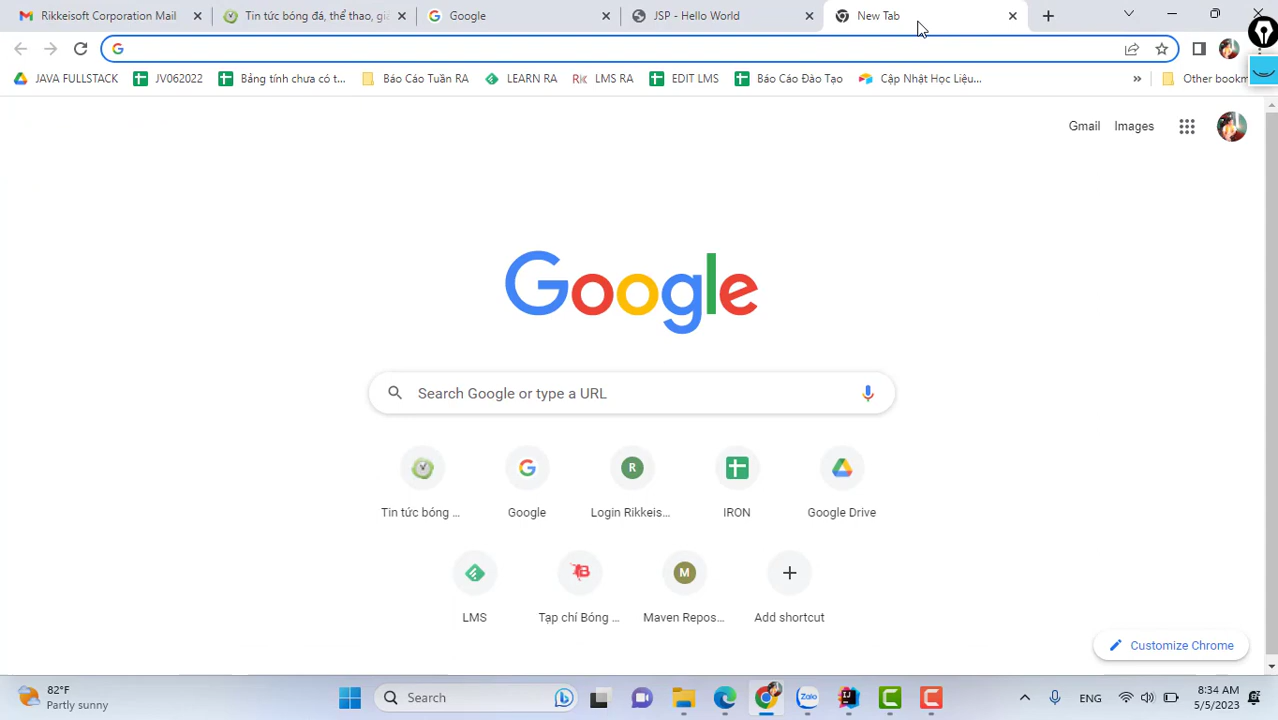 Rikkeisoft Corporation Mail
Tin tức bóng đá, thể thao, giả
Google
JSP - Hello World
New Tab
JAVA FULLSTACK
JV062022
Bảng tính chưa có t...
Báo Cáo Tuần RA
LEARN RA
LMS RA
EDIT LMS
Báo Cáo Đào Tạo
Cập Nhật Học Liệu...
»
Other bookm
Gmail
Images
Google
Search Google or type a URL
Tin tức bóng ...
Google
Login Rikkeis...
IRON
Google Drive
LMS
Tạp chí Bóng ...
Maven Repos...
Add shortcut
Customize Chrome
82°F
Partly sunny
Search
ENG
8:34 AM
5/5/2023